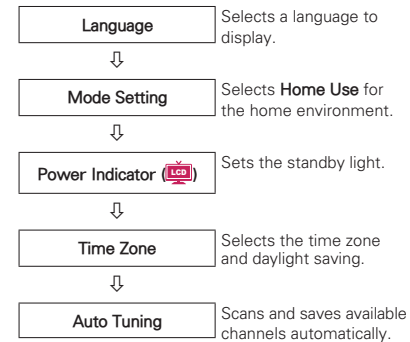 Language
Selects a language to
display.
Mode Setting
Selects Home Use for
the home environment.
Power Indicator (LCD)
Sets the standby light.
Time Zone
Selects the time zone
and daylight saving.
Auto Tuning
Scans and saves available
channels automatically.